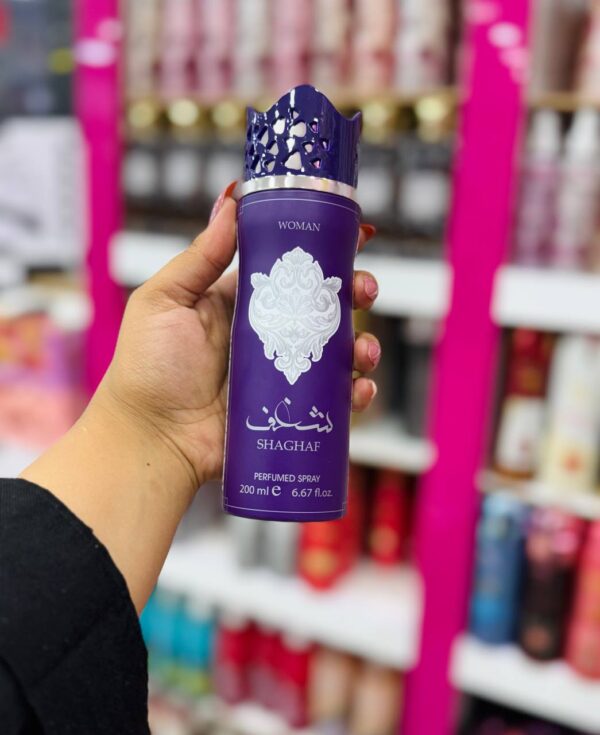 WOMAN
شغف
SHAGHAF
PERFUMED SPRAY
200 ml e 6.67 fl.oz.